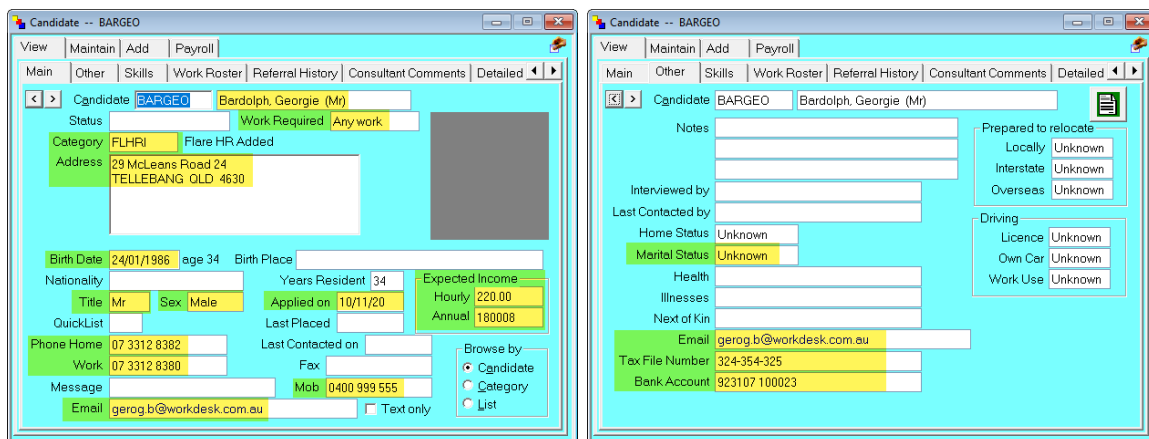 Candidate -- BARGEO
View Maintain Add Payroll
Main Other Skills Work Roster Referral History Consultant Comments Detailed
< > Candidate BARGEO Bardolph, Georgie (Mr)
Status Work Required Any work
Category FLHRI Flare HR Added
Address 29 McLeans Road 24
TELLEBANG QLD 4630
Birth Date 24/01/1986 age 34 Birth Place
Nationality Years Resident 34 Expected Income
Title Mr Sex Male Applied on 10/11/20 Hourly 220.00
Annual 180008
QuickList Last Placed
Phone Home 07 3312 8382 Last Contacted on Browse by
Work 07 3312 8380 Fax Candidate
Message Mob 0400 999 555 Category
Email gerog.b@workdesk.com.au Text only List
Candidate -- BARGEO
View Maintain Add Payroll
Main Other Skills Work Roster Referral History Consultant Comments Detailed
< > Candidate BARGEO Bardolph, Georgie (Mr)
Notes Prepared to relocate
Locally Unknown
Interstate Unknown
Interviewed by Overseas Unknown
Last Contacted by Driving
Home Status Unknown Licence Unknown
Marital Status Unknown Own Car Unknown
Health Work Use Unknown
Illnesses
Next of Kin
Email gerog.b@workdesk.com.au
Tax File Number 324-354-325
Bank Account 923107 100023